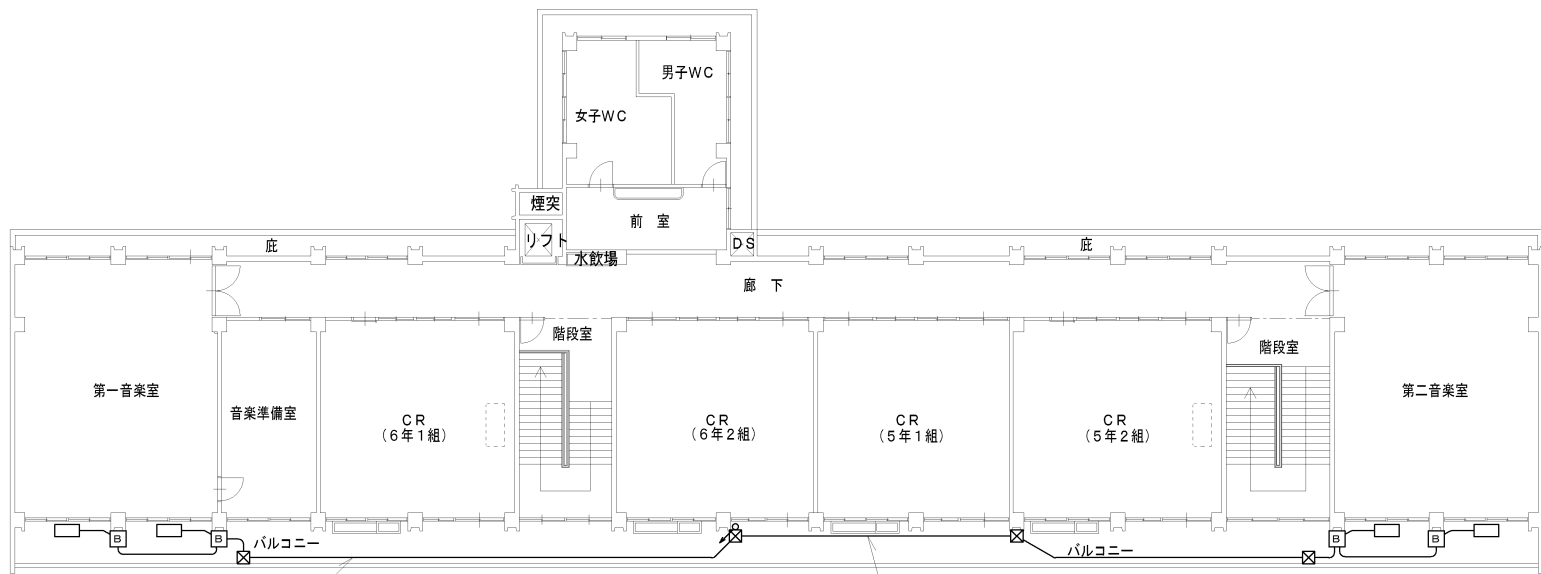 男子WC
女子WC
煙突
前 室
リフト
DS
庇
庇
水飲場
廊 下
階段室
階段室
第一音楽室
音楽準備室
CR
(6年1組)
CR
(6年2組)
CR
(5年1組)
CR
(5年2組)
第二音楽室
B
B
バルコニー
バルコニー
B
B